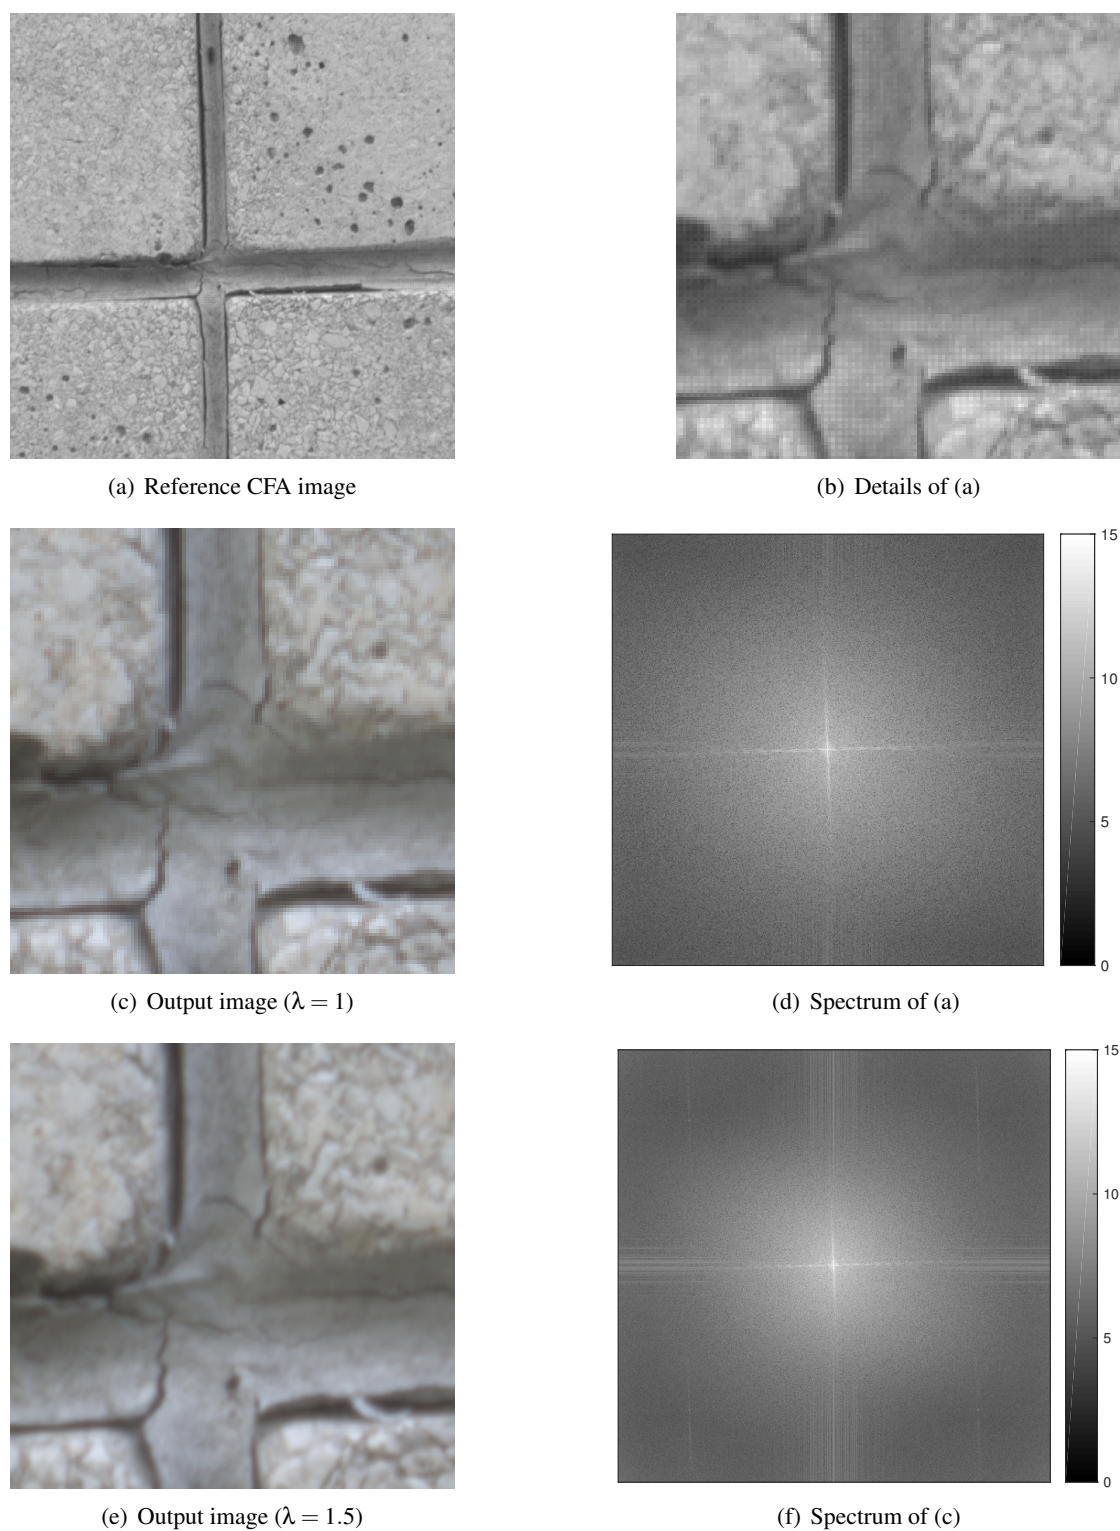 (a) Reference CFA image
(b) Details of (a)
15
10
5
0
(c) Output image (λ = 1)
(d) Spectrum of (a)
15
10
5
0
(e) Output image (λ = 1.5)
(f) Spectrum of (c)